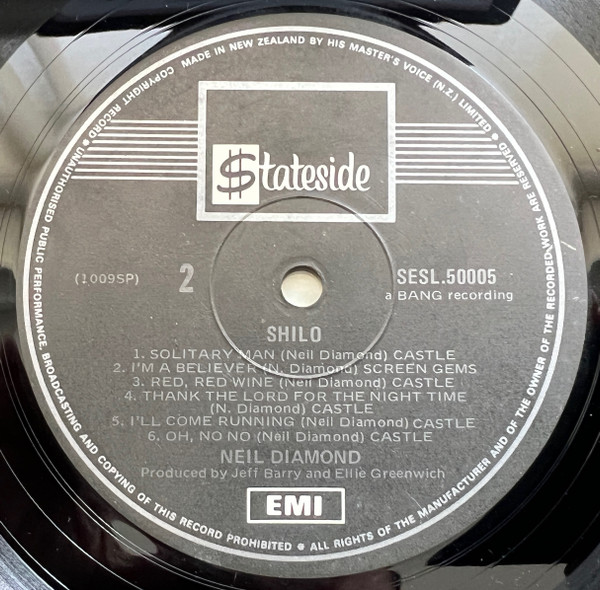 COPYRIGHT MADE IN NEW ZEALAND BY HIS MASTER'S VOICE (N.Z.) LIMITED ● ALL RIGHTS OF THE MANUFACTURER AND OF THE OWNER OF THE RECORDED WORK ARE RESERVED
UNAUTHORISED PUBLIC PERFORMANCE, BROADCASTING AND COPYING OF THIS RECORD PROHIBITED ●
COPYRIGHT RECORD ●
$tateside
(1009SP)
2
SESL.50005
a BANG recording
SHILO
1. SOLITARY MAN (Neil Diamond) CASTLE
2. I'M A BELIEVER (N. Diamond) SCREEN GEMS
3. RED, RED WINE (Neil Diamond) CASTLE
4. THANK THE LORD FOR THE NIGHT TIME
(N. Diamond) CASTLE
5. I'LL COME RUNNING (Neil Diamond) CASTLE
6. OH, NO NO (Neil Diamond) CASTLE
NEIL DIAMOND
Produced by Jeff Barry and Ellie Greenwich
EMI